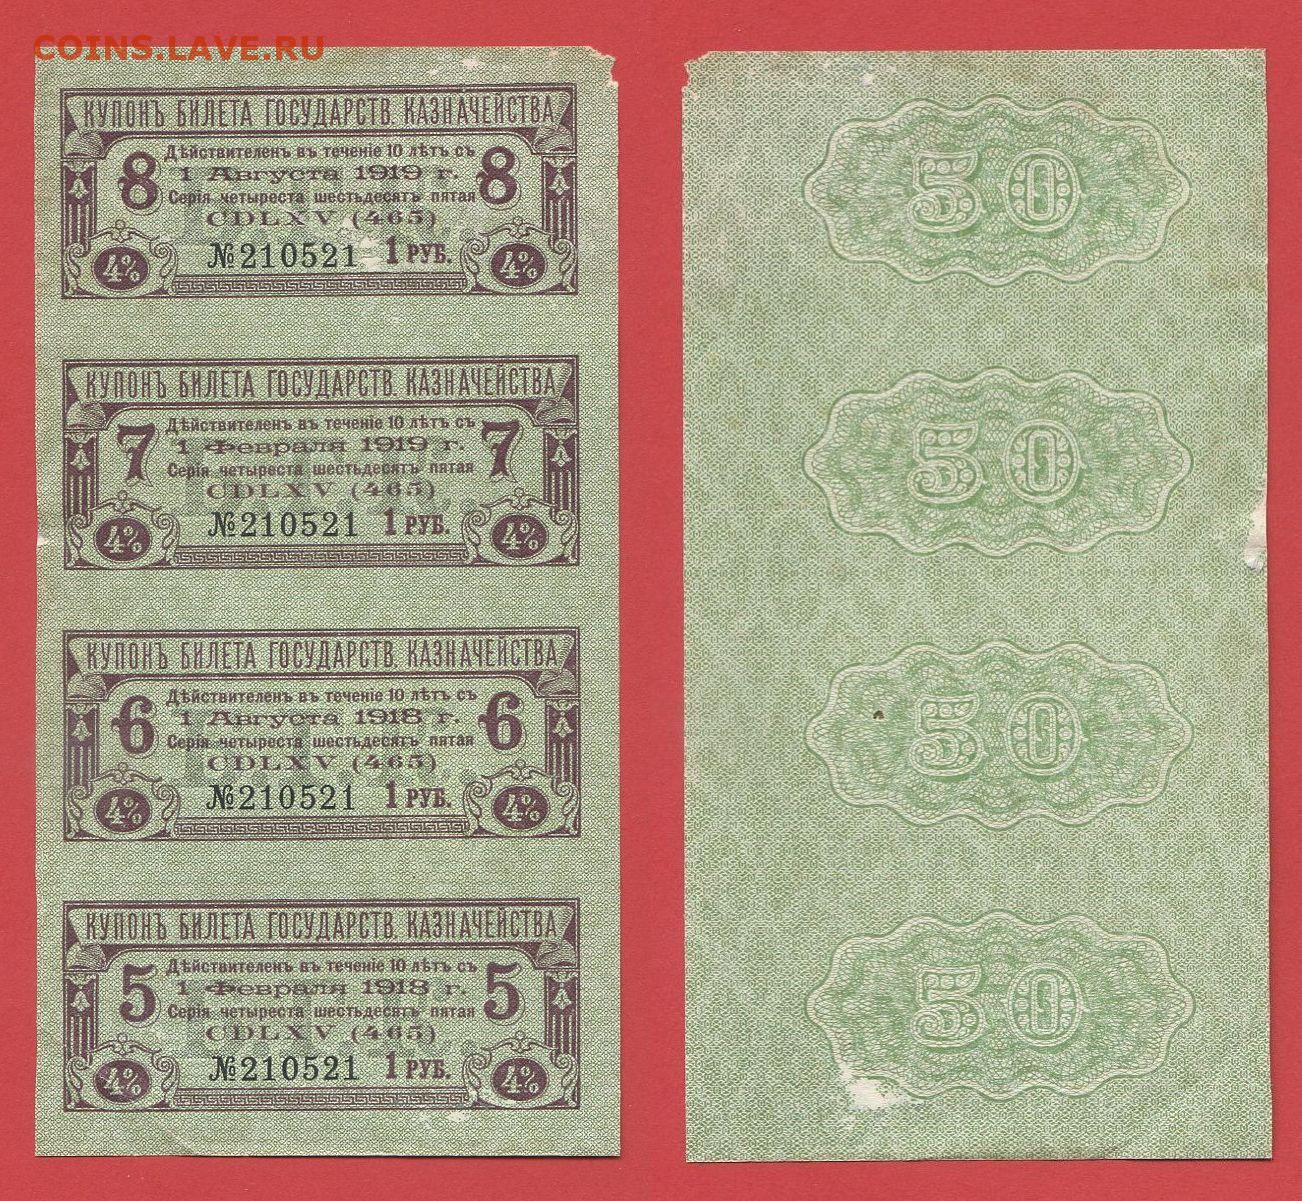 COINS.LAVE.RU
КУПОНЪ БИЛЕТА ГОСУДАРСТВ. КАЗНАЧЕЙСТВА
8 Дѣйствителенъ въ теченіе 10 лѣтъ съ 8
1 Августа 1919 г.
Серія четыреста шестьдесятъ пятая
CDLXV (465)
4% №210521 1 РУБ. 4%
КУПОНЪ БИЛЕТА ГОСУДАРСТВ. КАЗНАЧЕЙСТВА
7 Дѣйствителенъ въ теченіе 10 лѣтъ съ 7
1 Февраля 1919 г.
Серія четыреста шестьдесятъ пятая
CDLXV (465)
4% №210521 1 РУБ. 4%
КУПОНЪ БИЛЕТА ГОСУДАРСТВ. КАЗНАЧЕЙСТВА
6 Дѣйствителенъ въ теченіе 10 лѣтъ съ 6
1 Августа 1918 г.
Серія четыреста шестьдесятъ пятая
CDLXV (465)
4% №210521 1 РУБ. 4%
КУПОНЪ БИЛЕТА ГОСУДАРСТВ. КАЗНАЧЕЙСТВА
5 Дѣйствителенъ въ теченіе 10 лѣтъ съ 5
1 Февраля 1918 г.
Серія четыреста шестьдесятъ пятая
CDLXV (465)
4% №210521 1 РУБ. 4%
50
50
50
50